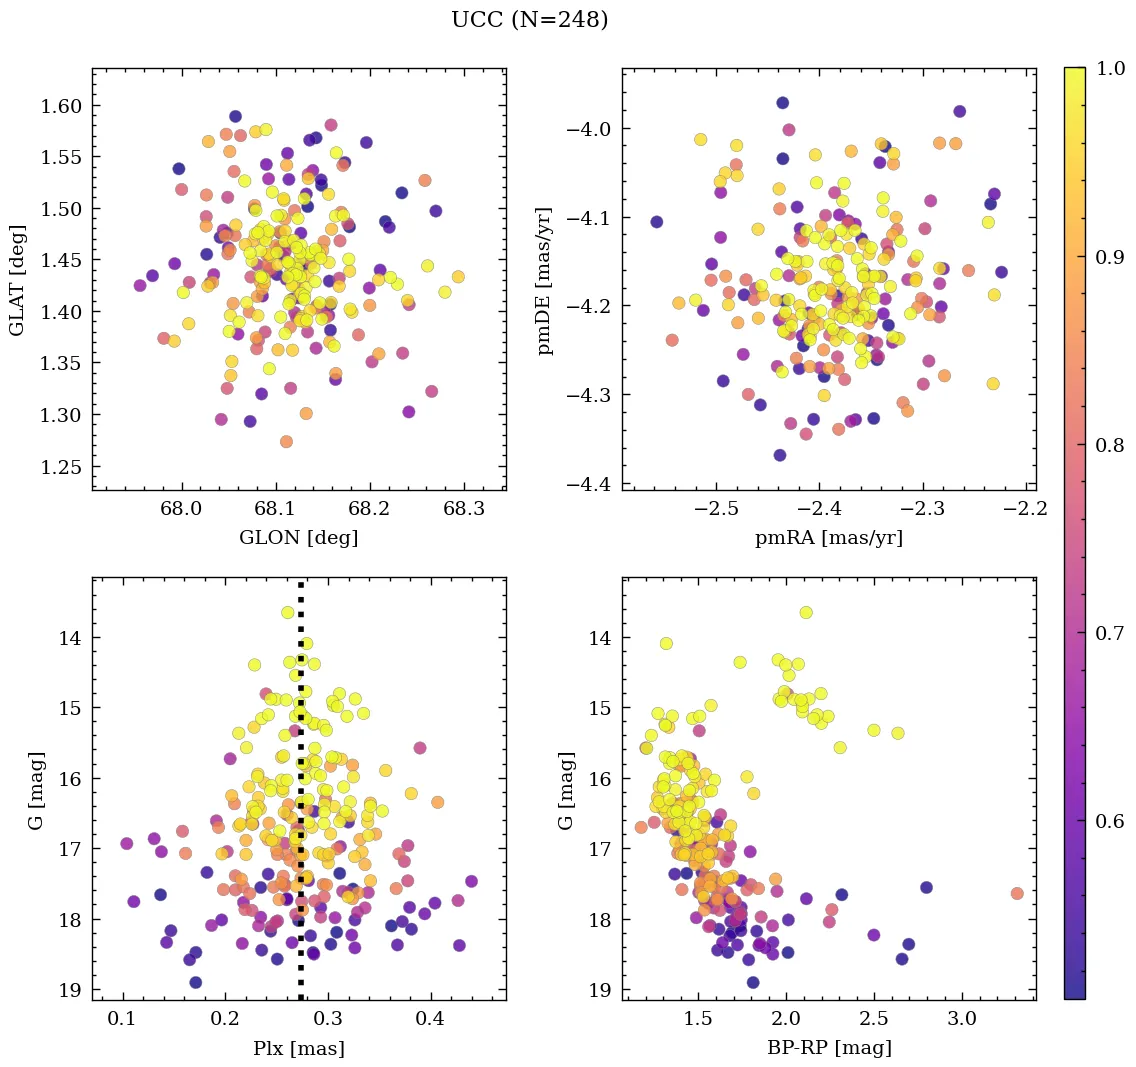 UCC (N=248)
1.60
1.55
1.50
1.45
1.40
1.35
1.30
1.25
GLAT [deg]
68.0 68.1 68.2 68.3
GLON [deg]
−4.0
−4.1
−4.2
−4.3
−4.4
pmDE [mas/yr]
−2.5 −2.4 −2.3 −2.2
pmRA [mas/yr]
1.0
0.9
0.8
0.7
0.6
14
15
16
17
18
19
G [mag]
0.1 0.2 0.3 0.4
Plx [mas]
14
15
16
17
18
19
G [mag]
1.5 2.0 2.5 3.0
BP-RP [mag]